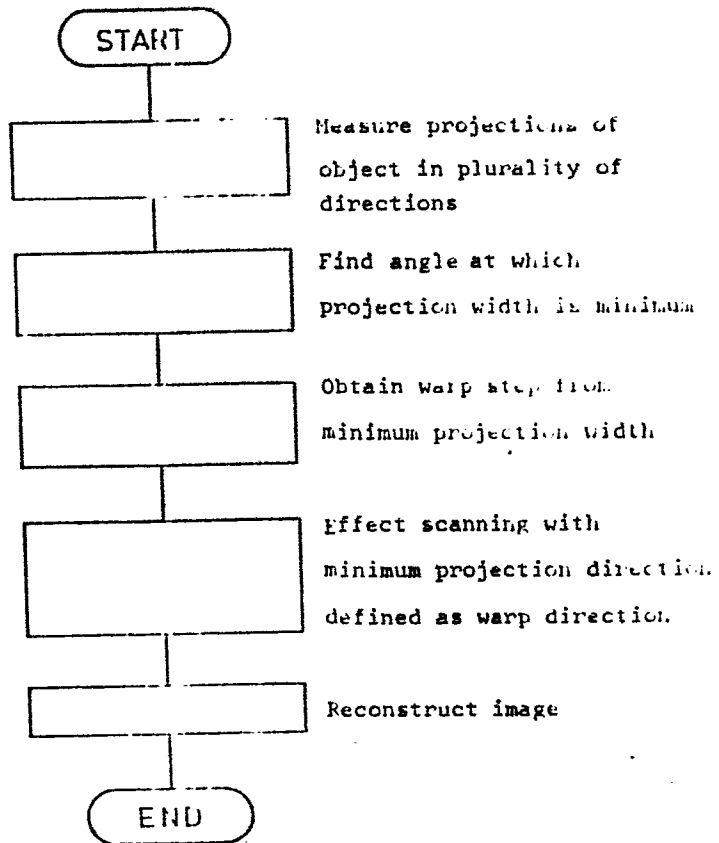 START
Measure projections of
object in plurality of
directions
Find angle at which
projection width is minimum
Obtain warp step from
minimum projection width
Effect scanning with
minimum projection direction
defined as warp direction
Reconstruct image
END